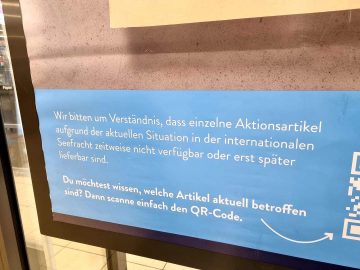 Wir bitten um Verständnis, dass einzelne Aktionsartikel
aufgrund der aktuellen Situation in der internationalen
Seefracht zeitweise nicht verfügbar oder erst später
lieferbar sind.
Du möchtest wissen, welche Artikel aktuell betroffen
sind? Dann scanne einfach den QR-Code.